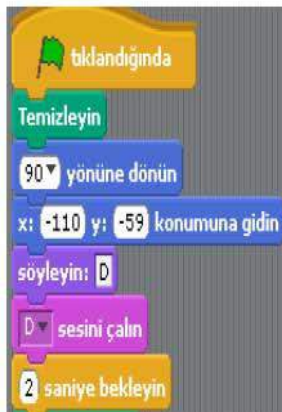 tıklandığında
Temizleyin
90 yönüne dönün
x: -110 y: -59 konumuna gidin
söyleyin: D
D sesini çalın
2 saniye bekleyin